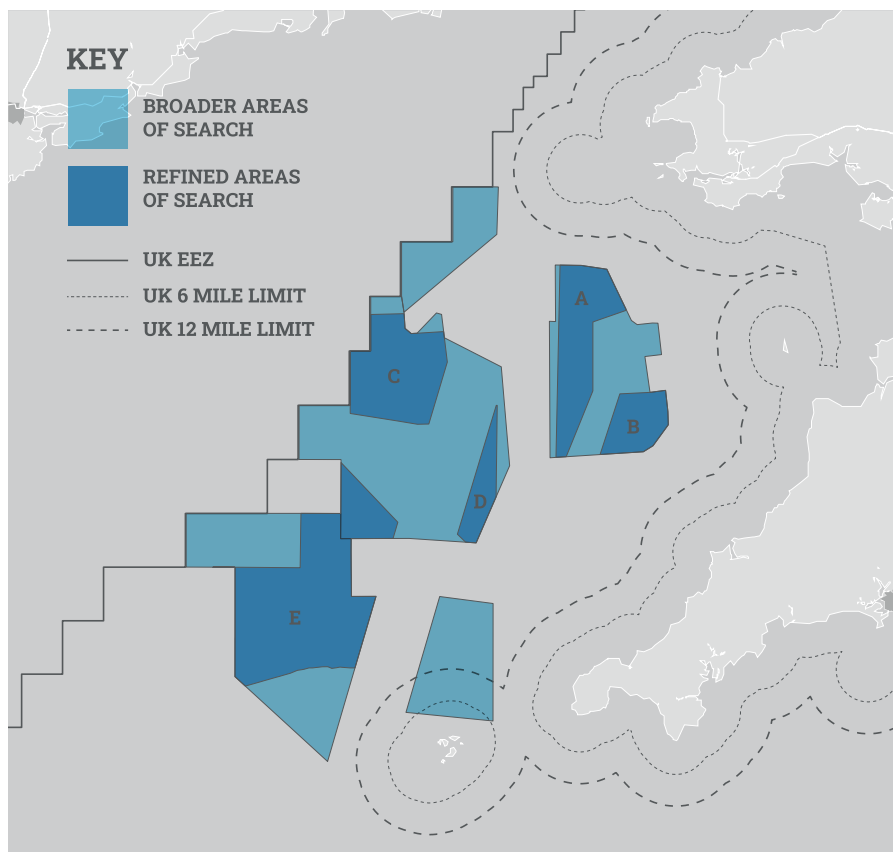 KEY
BROADER AREAS
OF SEARCH
REFINED AREAS
OF SEARCH
UK EEZ
UK 6 MILE LIMIT
UK 12 MILE LIMIT
A
C
B
D
E